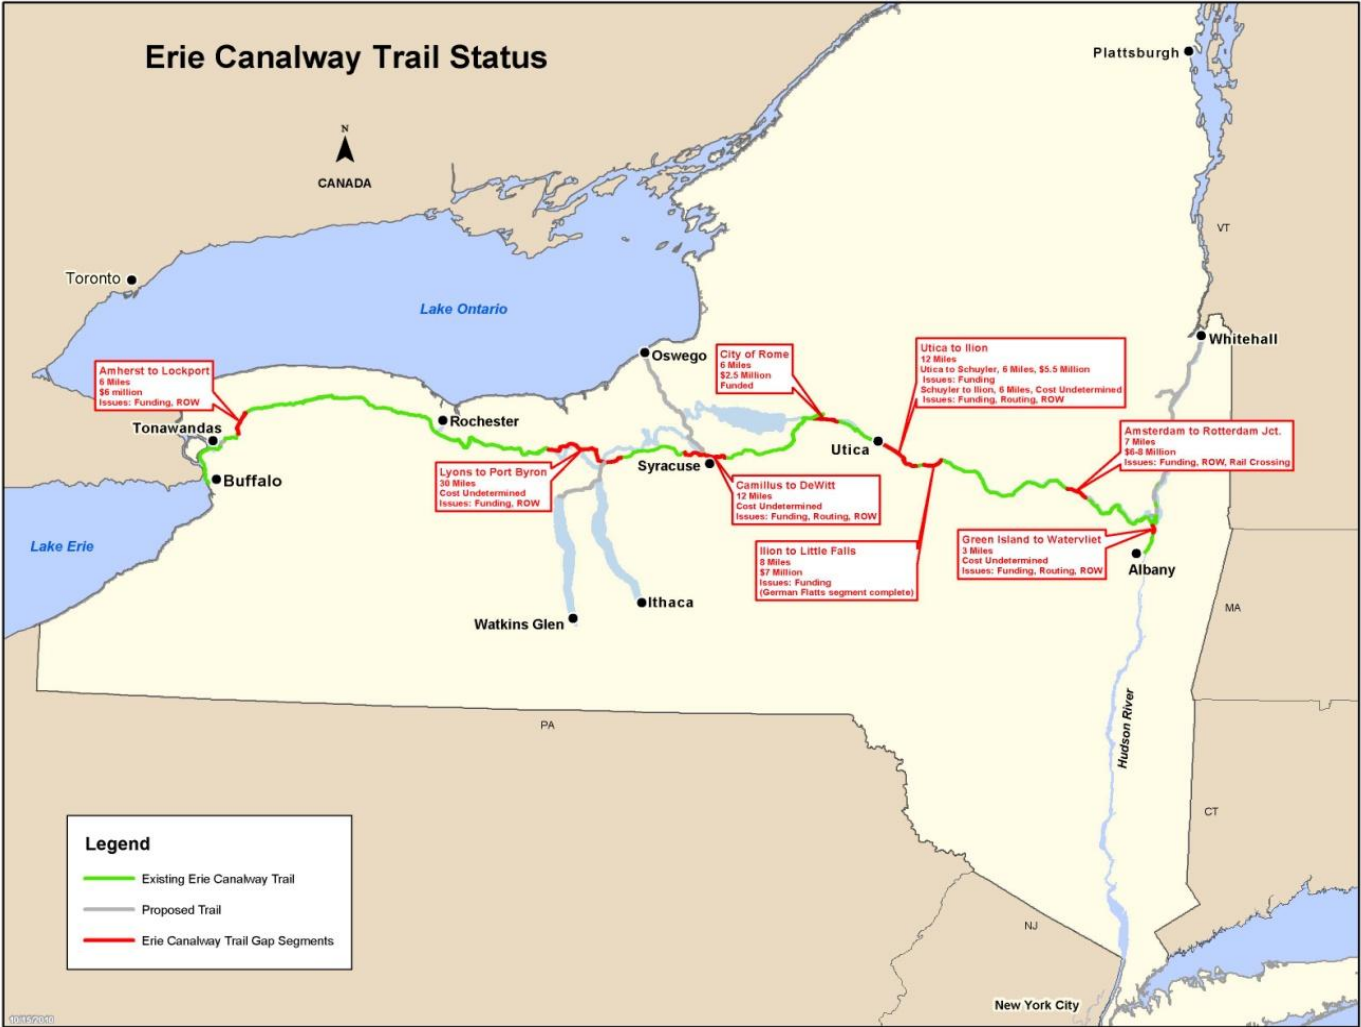 Erie Canalway Trail Status
Plattsburgh
N
CANADA
VT
Toronto
Lake Ontario
Whitehall
Oswego
City of Rome
6 Miles
$2.5 Million
Funded
Utica to Ilion
12 Miles
Utica to Schuyler, 6 Miles, $5.5 Million
Issues: Funding
Schuyler to Ilion, 6 Miles, Cost Undetermined
Issues: Funding, Routing, ROW
Amherst to Lockport
6 Miles
$6 million
Issues: Funding, ROW
Tonawandas
Rochester
Utica
Amsterdam to Rotterdam Jct.
7 Miles
$6-8 Million
Issues: Funding, ROW, Rail Crossing
Buffalo
Lyons to Port Byron
30 Miles
Cost Undetermined
Issues: Funding, ROW
Syracuse
Camillus to DeWitt
12 Miles
Cost Undetermined
Issues: Funding, Routing, ROW
Lake Erie
Ilion to Little Falls
8 Miles
$7 Million
Issues: Funding
(German Flatts segment complete)
Green Island to Watervliet
3 Miles
Cost Undetermined
Issues: Funding, Routing, ROW
Albany
Ithaca
Watkins Glen
MA
Hudson River
PA
CT
Legend
Existing Erie Canalway Trail
Proposed Trail
Erie Canalway Trail Gap Segments
NJ
New York City
10/15/2010